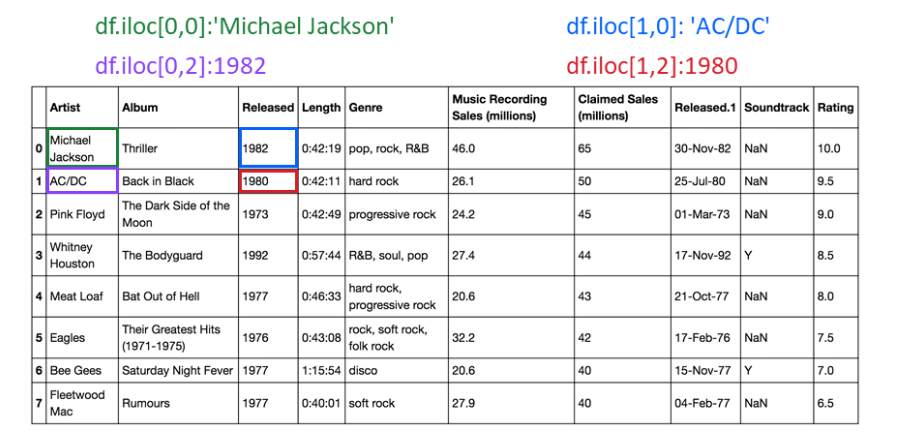 df.iloc[0,0]:'Michael Jackson' df.iloc[1,0]: 'AC/DC'
df.iloc[0,2]:1982 df.iloc[1,2]:1980
Artist Album Released Length Genre Music Recording Sales (millions) Claimed Sales (millions) Released.1 Soundtrack Rating
0 Michael Jackson Thriller 1982 0:42:19 pop, rock, R&B 46.0 65 30-Nov-82 NaN 10.0
1 AC/DC Back in Black 1980 0:42:11 hard rock 26.1 50 25-Jul-80 NaN 9.5
2 Pink Floyd The Dark Side of the Moon 1973 0:42:49 progressive rock 24.2 45 01-Mar-73 NaN 9.0
3 Whitney Houston The Bodyguard 1992 0:57:44 R&B, soul, pop 27.4 44 17-Nov-92 Y 8.5
4 Meat Loaf Bat Out of Hell 1977 0:46:33 hard rock, progressive rock 20.6 43 21-Oct-77 NaN 8.0
5 Eagles Their Greatest Hits (1971-1975) 1976 0:43:08 rock, soft rock, folk rock 32.2 42 17-Feb-76 NaN 7.5
6 Bee Gees Saturday Night Fever 1977 1:15:54 disco 20.6 40 15-Nov-77 Y 7.0
7 Fleetwood Mac Rumours 1977 0:40:01 soft rock 27.9 40 04-Feb-77 NaN 6.5